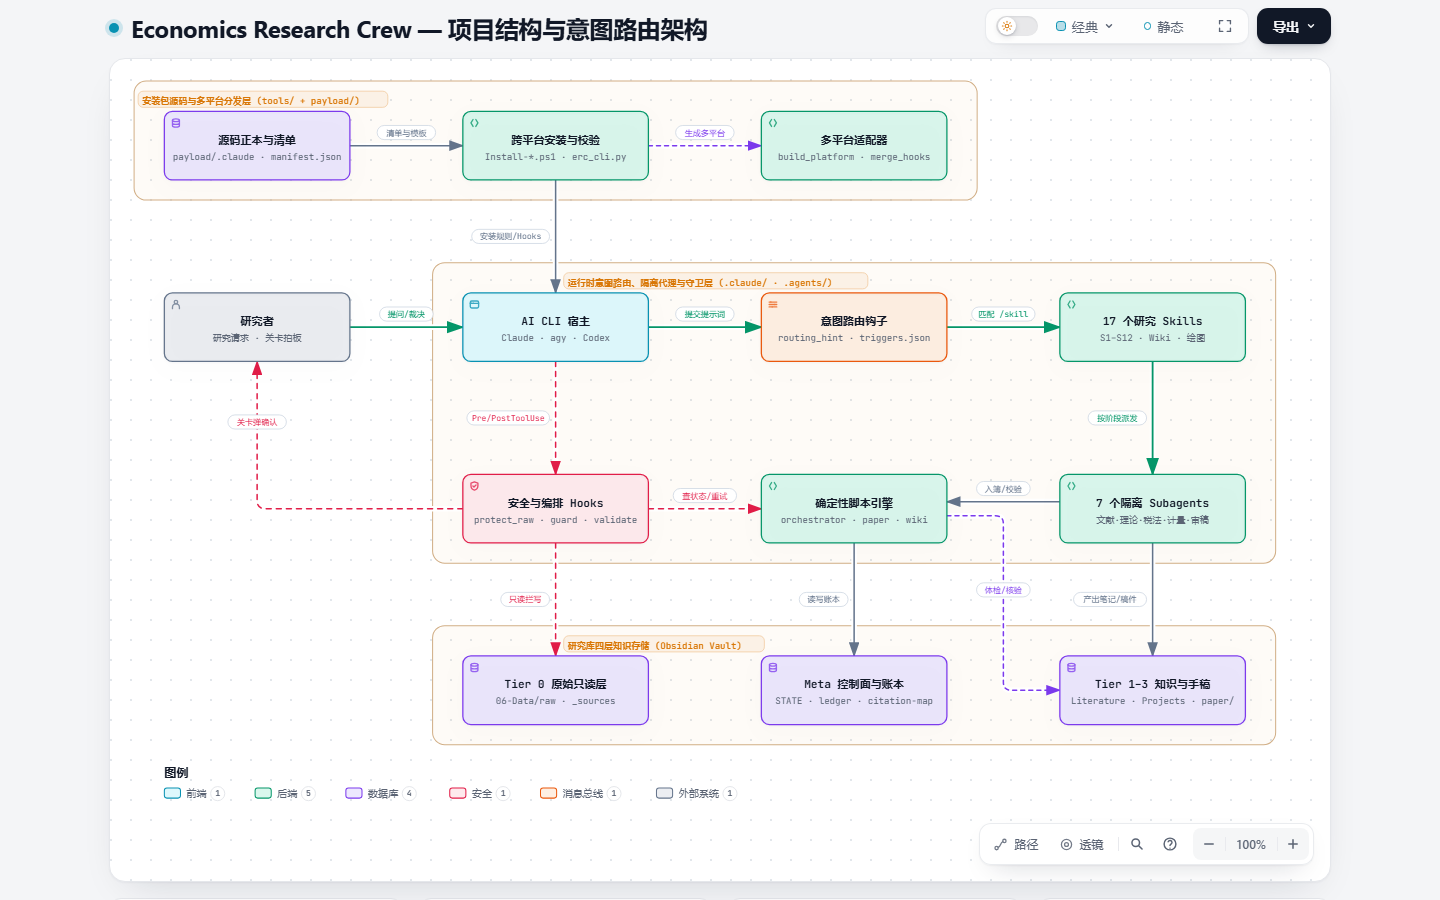 Economics Research Crew — 项目结构与意图路由架构
经典
静态
导出
安装包源码与多平台分发层 (tools/ + payload/)
源码正本与清单
payload/.claude · manifest.json
清单与模板
跨平台安装与校验
Install-*.ps1 · erc_cli.py
生成多平台
多平台适配器
build_platform · merge_hooks
安装规则/Hooks
运行时意图路由、隔离代理与守卫层 (.claude/ · .agents/)
研究者
研究请求 · 关卡拍板
提问/裁决
AI CLI 宿主
Claude · agy · Codex
提交提示词
意图路由钩子
routing_hint · triggers.json
匹配 /skill
17 个研究 Skills
S1–S12 · Wiki · 绘图
关卡弹确认
Pre/PostToolUse
按阶段派发
安全与编排 Hooks
protect_raw · guard · validate
查状态/重试
确定性脚本引擎
orchestrator · paper · wiki
入簿/校验
7 个隔离 Subagents
文献·理论·税法·计量·审稿
只读拦写
读写账本
体检/核验
产出笔记/稿件
研究库四层知识存储 (Obsidian Vault)
Tier 0 原始只读层
06-Data/raw · _sources
Meta 控制面与账本
STATE · ledger · citation-map
Tier 1–3 知识与手稿
Literature · Projects · paper/
图例
前端 1
后端 5
数据库 4
安全 1
消息总线 1
外部系统 1
路径
透镜
100%